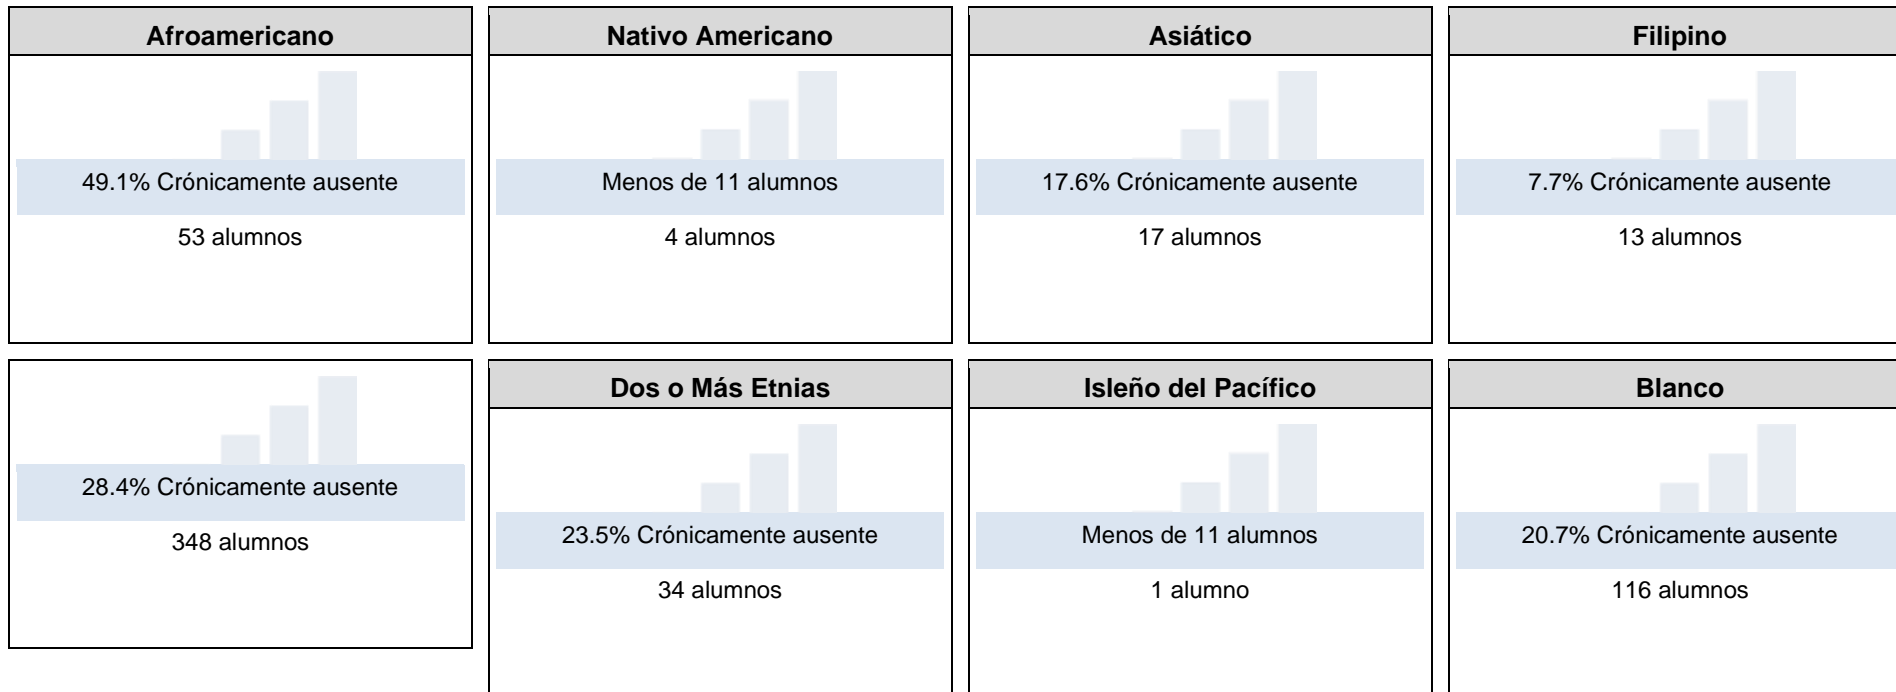 Afroamericano
49.1% Crónicamente ausente
53 alumnos
Nativo Americano
Menos de 11 alumnos
4 alumnos
Asiático
17.6% Crónicamente ausente
17 alumnos
Filipino
7.7% Crónicamente ausente
13 alumnos
28.4% Crónicamente ausente
348 alumnos
Dos o Más Etnias
23.5% Crónicamente ausente
34 alumnos
Isleño del Pacífico
Menos de 11 alumnos
1 alumno
Blanco
20.7% Crónicamente ausente
116 alumnos